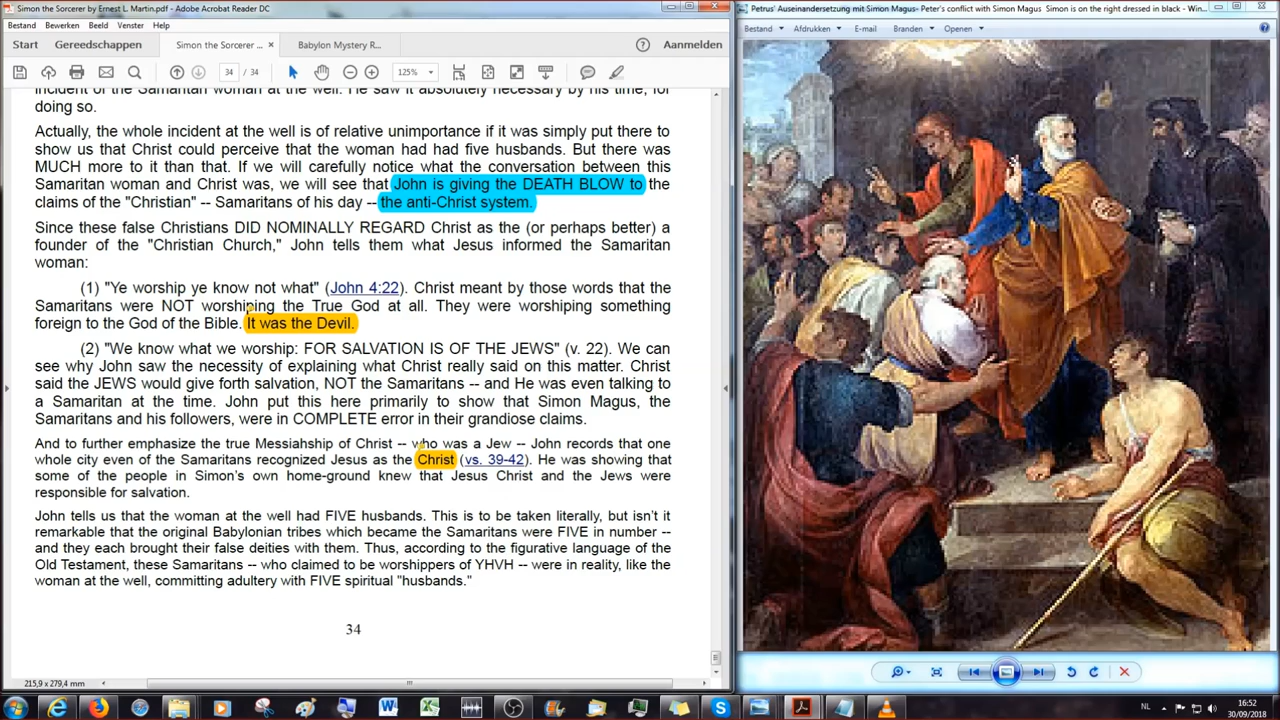 Simon the Sorcerer by Ernest L. Martin.pdf - Adobe Acrobat Reader DC
Bestand Bewerken Beeld Venster Help
Start Gereedschappen Simon the Sorcerer ... × Babylon Mystery R... Aanmelden
34 / 34 125%
incident of the Samaritan woman at the well. He saw it absolutely necessary by his time, for
doing so.
Actually, the whole incident at the well is of relative unimportance if it was simply put there to
show us that Christ could perceive that the woman had had five husbands. But there was
MUCH more to it than that. If we will carefully notice what the conversation between this
Samaritan woman and Christ was, we will see that John is giving the DEATH BLOW to the
claims of the "Christian" -- Samaritans of his day -- the anti-Christ system.
Since these false Christians DID NOMINALLY REGARD Christ as the (or perhaps better) a
founder of the "Christian Church," John tells them what Jesus informed the Samaritan
woman:
(1) "Ye worship ye know not what" (John 4:22). Christ meant by those words that the
Samaritans were NOT worshiping the True God at all. They were worshiping something
foreign to the God of the Bible. It was the Devil.
(2) "We know what we worship: FOR SALVATION IS OF THE JEWS" (v. 22). We can
see why John saw the necessity of explaining what Christ really said on this matter. Christ
said the JEWS would give forth salvation, NOT the Samaritans -- and He was even talking to
a Samaritan at the time. John put this here primarily to show that Simon Magus, the
Samaritans and his followers, were in COMPLETE error in their grandiose claims.
And to further emphasize the true Messiahship of Christ -- who was a Jew -- John records that one
whole city even of the Samaritans recognized Jesus as the Christ (vs. 39-42). He was showing that
some of the people in Simon's own home-ground knew that Jesus Christ and the Jews were
responsible for salvation.
John tells us that the woman at the well had FIVE husbands. This is to be taken literally, but isn't it
remarkable that the original Babylonian tribes which became the Samaritans were FIVE in number --
and they each brought their false deities with them. Thus, according to the figurative language of the
Old Testament, these Samaritans -- who claimed to be worshippers of YHVH -- were in reality, like the
woman at the well, committing adultery with FIVE spiritual "husbands."
34
215,9 x 279,4 mm
Petrus' Auseinandersetzung mit Simon Magus- Peter's conflict with Simon Magus Simon is on the right dressed in black - Win...
Bestand Afdrukken E-mail Branden Openen
NL 16:52
30/09/2018